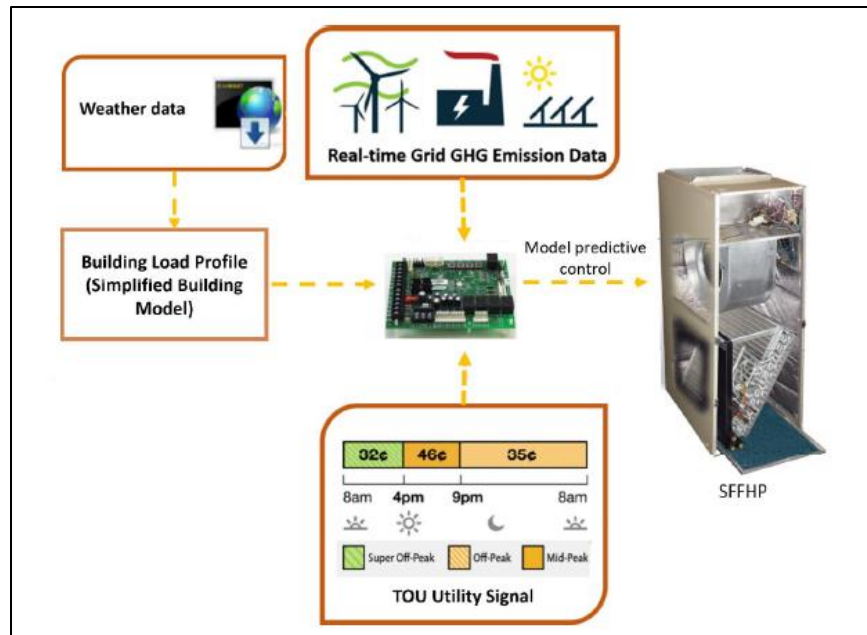 Weather data
Real-time Grid GHG Emission Data
Building Load Profile
(Simplified Building
Model)
Model predictive
control
32¢ 46¢ 35¢
8am 4pm 9pm 8am
Super Off-Peak Off-Peak Mid-Peak
TOU Utility Signal
SFFHP